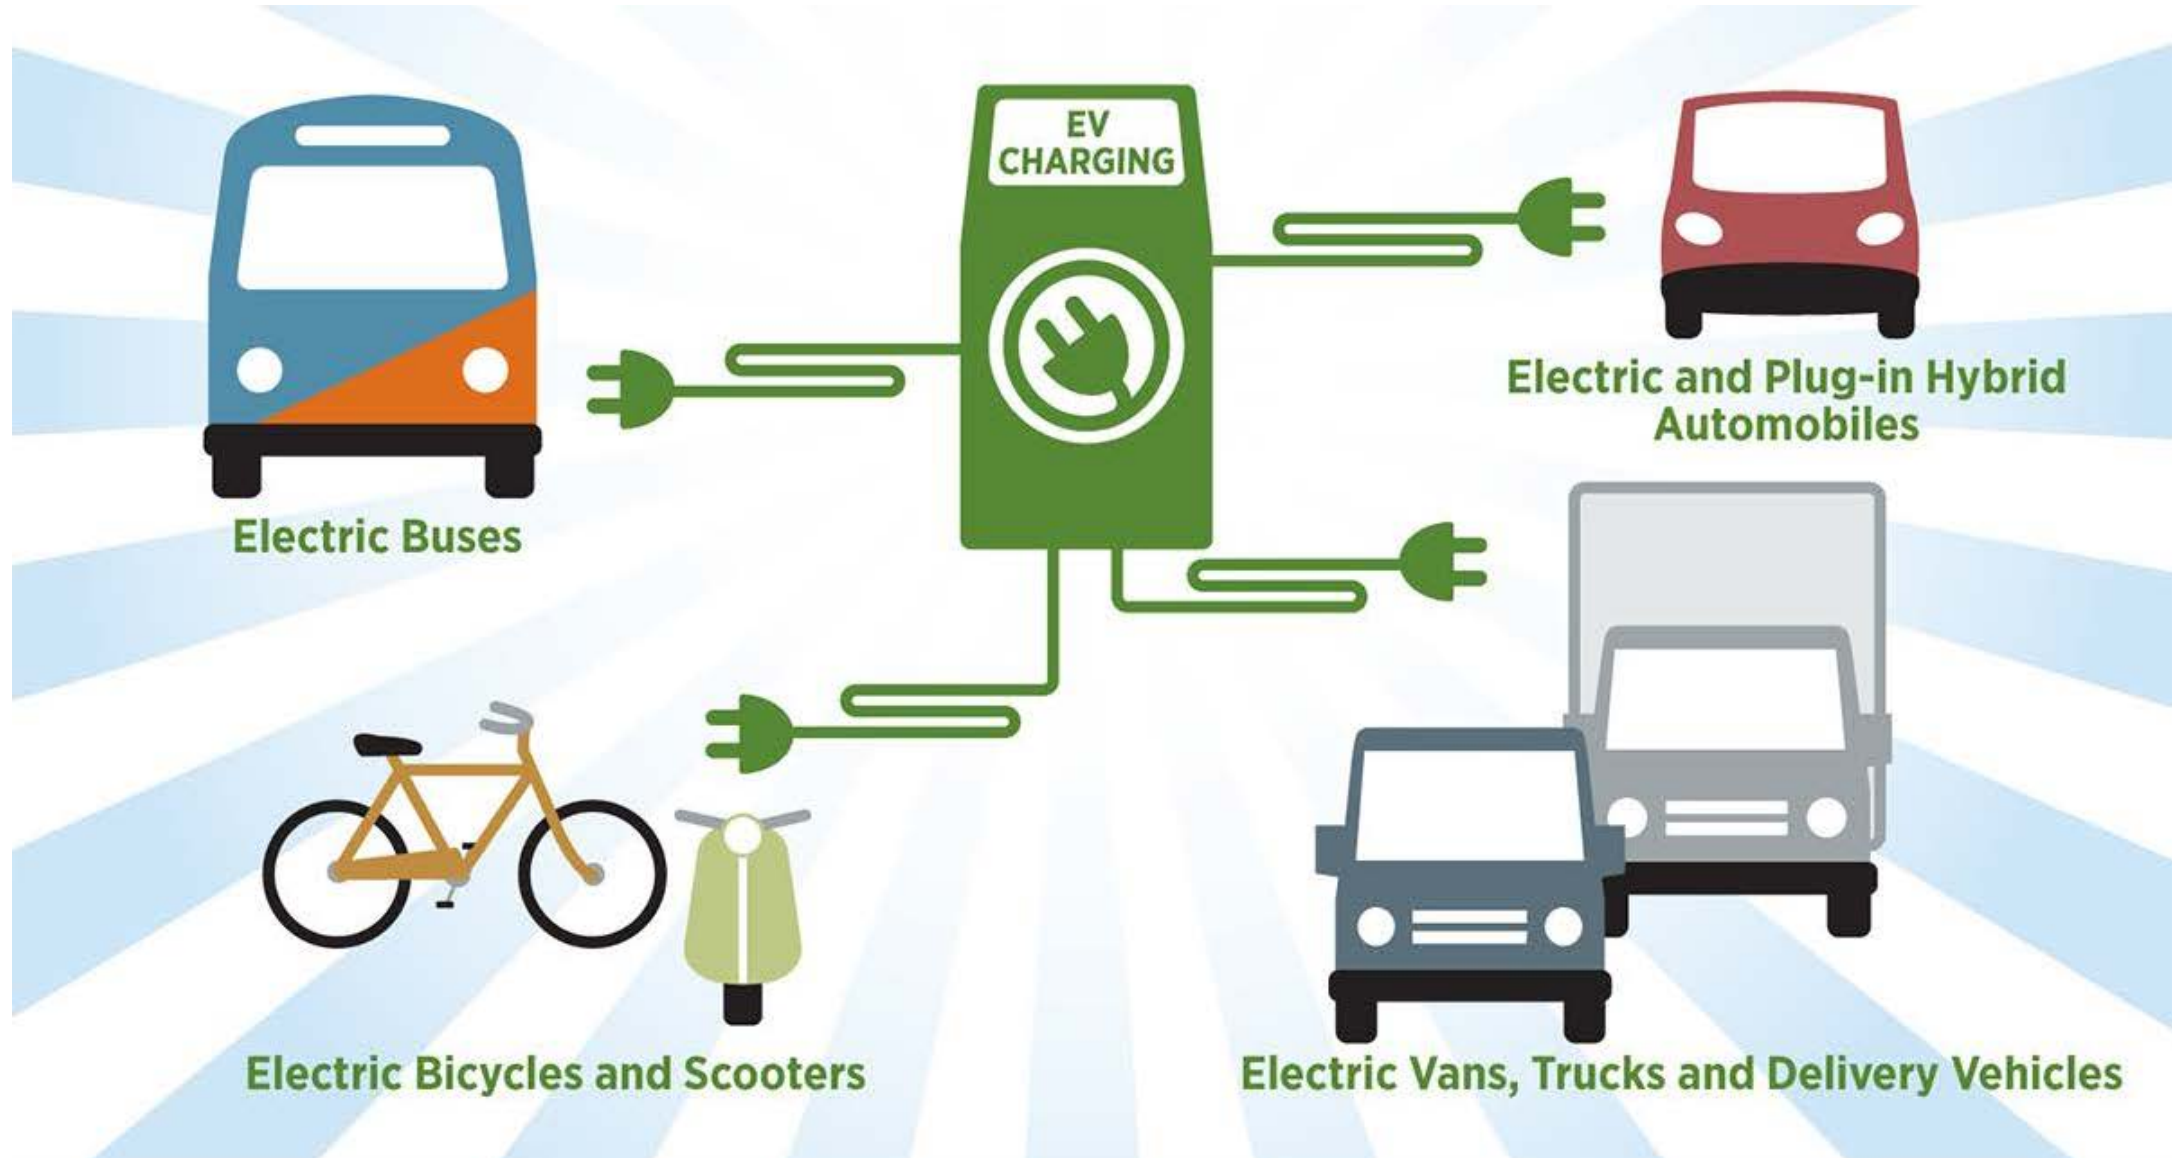 EV
CHARGING
Electric and Plug-in Hybrid
Automobiles
Electric Buses
Electric Bicycles and Scooters
Electric Vans, Trucks and Delivery Vehicles